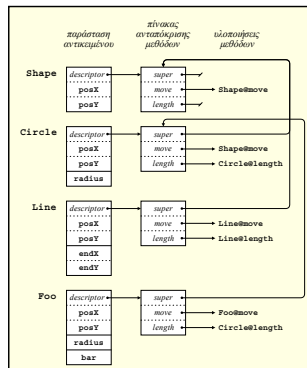 παράσταση αντικειμένου
πίνακας ανταπόκρισης μεθόδων
υλοποιήσεις μεθόδων
Shape
descriptor
posX
posY
super
move
length
Shape@move
Circle
descriptor
posX
posY
radius
super
move
length
Shape@move
Circle@length
Line
descriptor
posX
posY
endX
endY
super
move
length
Line@move
Line@length
Foo
descriptor
posX
posY
radius
bar
super
move
length
Foo@move
Circle@length